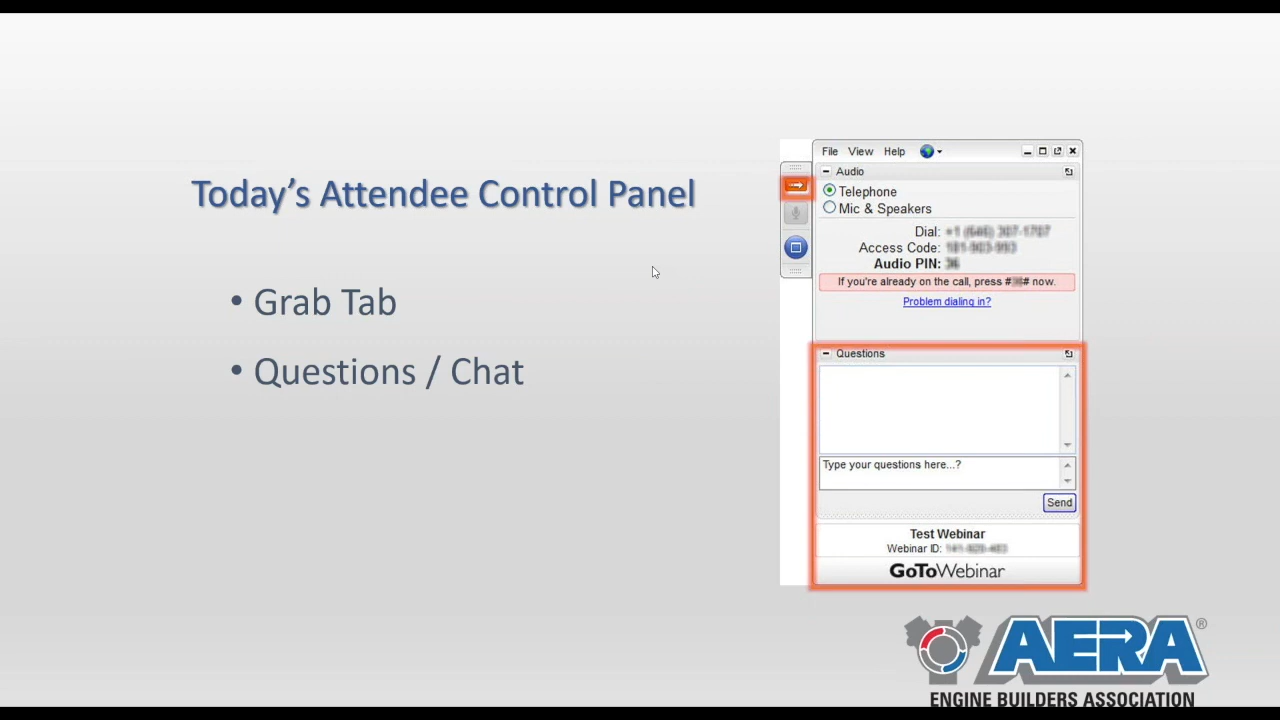 Today's Attendee Control Panel
• Grab Tab
• Questions / Chat
File View Help
Audio
Telephone
Mic & Speakers
Dial:
Access Code:
Audio PIN:
If you're already on the call, press # # now.
Problem dialing in?
Questions
Type your questions here...?
Send
Test Webinar
Webinar ID:
GoToWebinar
AERA®
ENGINE BUILDERS ASSOCIATION